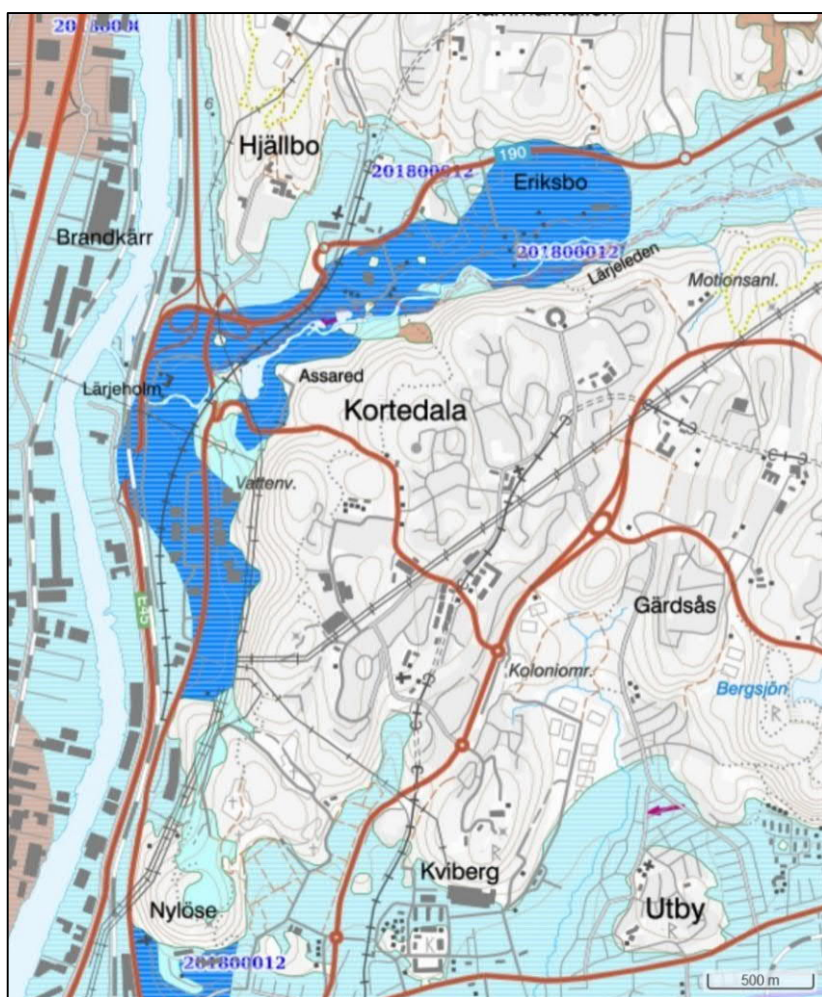 Hjällbo
190
201800012
Eriksbo
Brandkärr
201800012
Lärjeleden
Motionsanl.
Lärjeholm
Assared
Kortedala
Vattenv.
E45
Gärdsås
Koloniomr.
Bergsjön
R
Kviberg
R
Nylöse
K
Utby
R
201800012
500 m